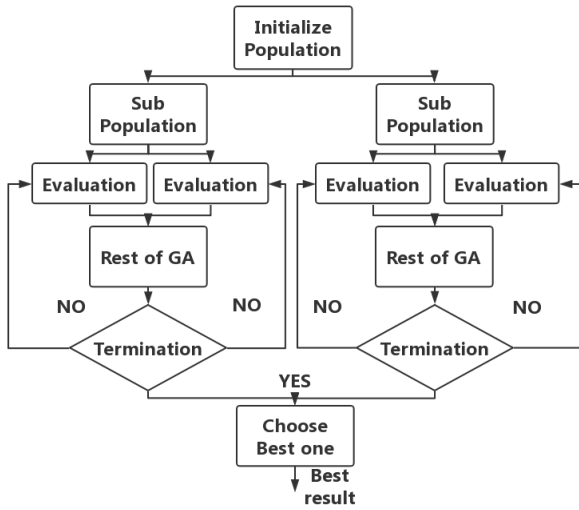 Initialize
Population
Sub
Population
Sub
Population
Evaluation
Evaluation
Evaluation
Evaluation
Rest of GA
Rest of GA
NO
NO
NO
NO
Termination
Termination
YES
Choose
Best one
Best
result